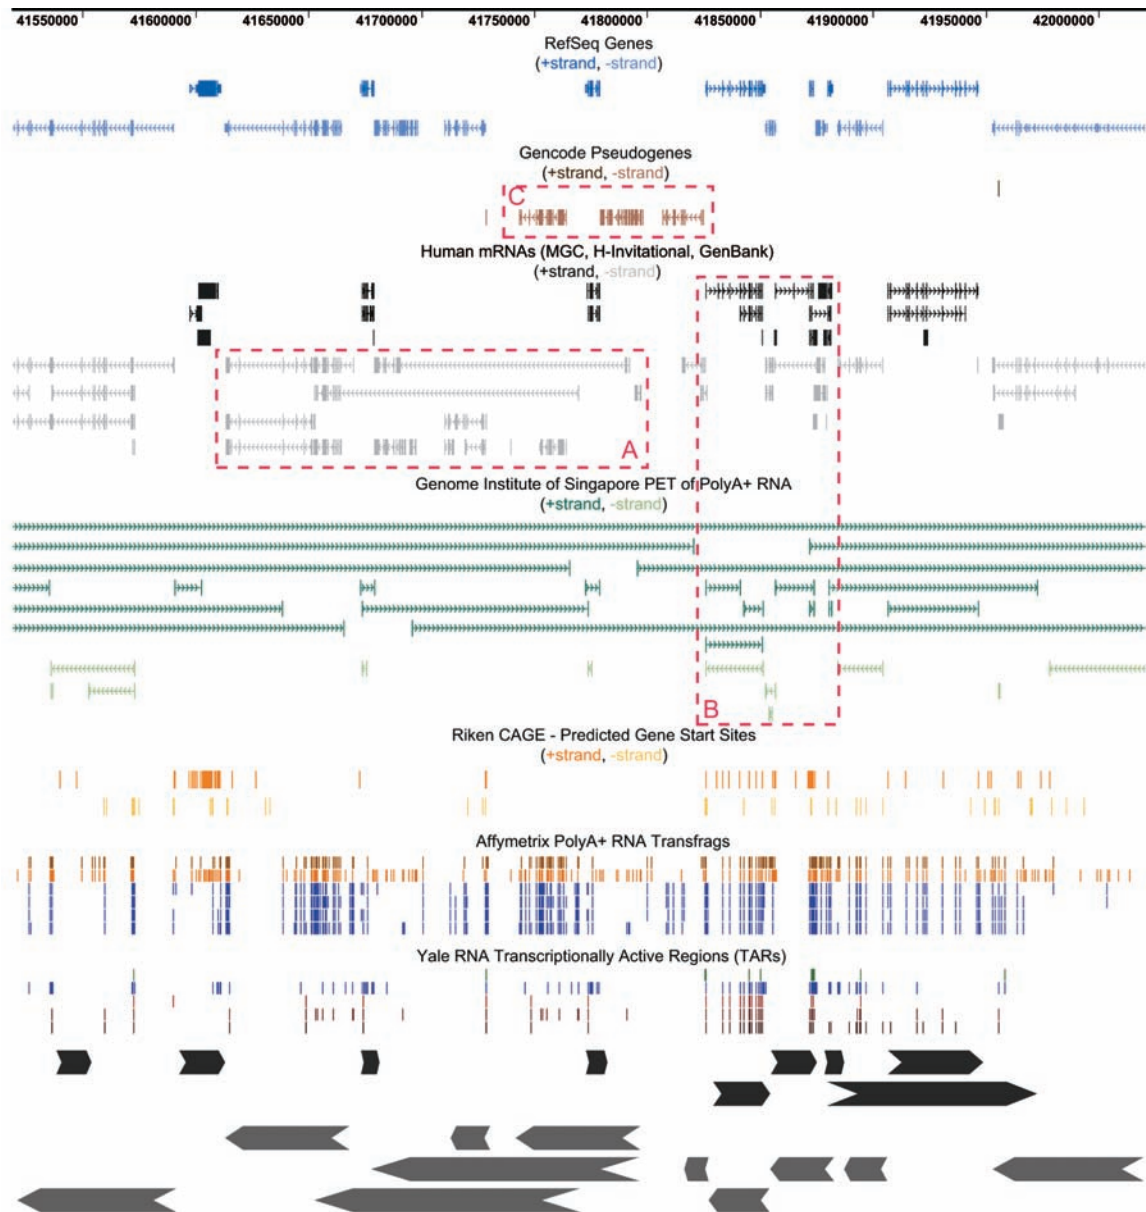 41550000 41600000 41650000 41700000 41750000 41800000 41850000 41900000 41950000 42000000
RefSeq Genes
(+strand, -strand)
Gencode Pseudogenes
(+strand, -strand)
C
Human mRNAs (MGC, H-Invitational, GenBank)
(+strand, -strand)
A
Genome Institute of Singapore PET of PolyA+ RNA
(+strand, -strand)
B
Riken CAGE - Predicted Gene Start Sites
(+strand, -strand)
Affymetrix PolyA+ RNA Transfrags
Yale RNA Transcriptionally Active Regions (TARs)